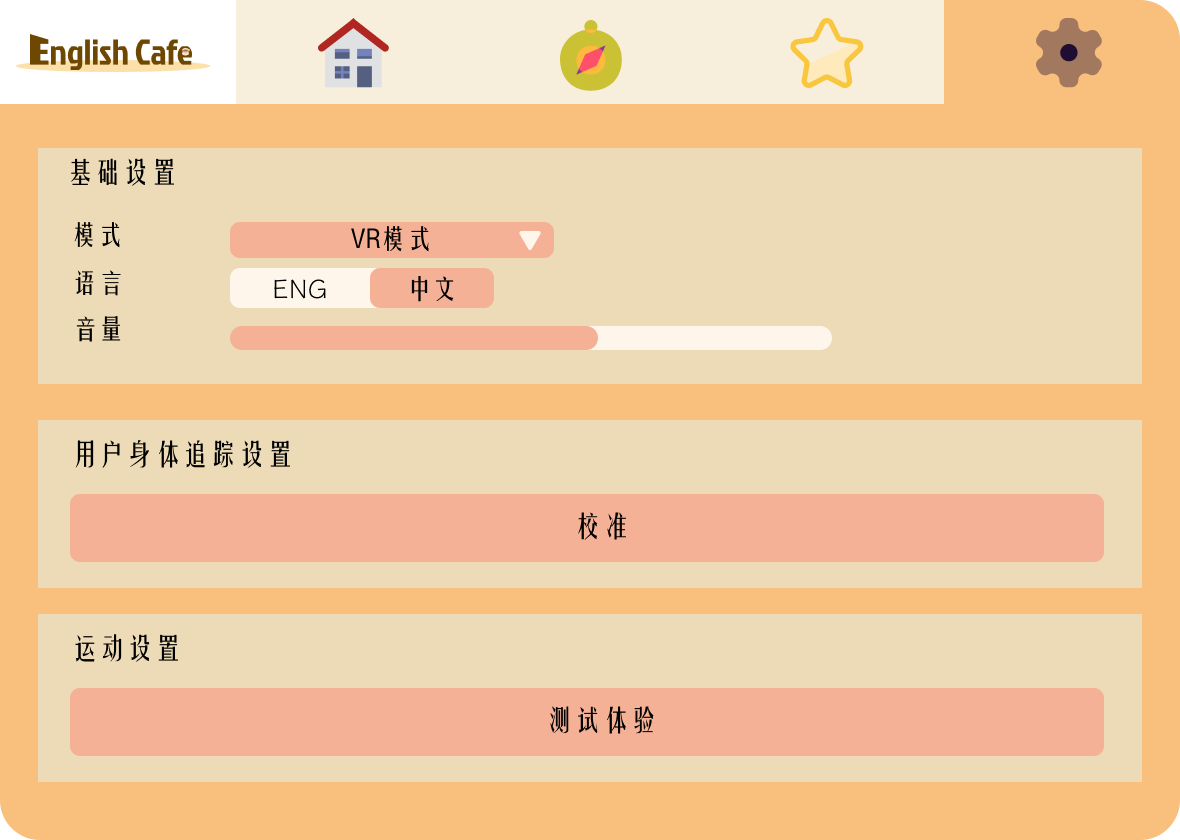 English Cafe
基础设置
模式
VR模式
语言
ENG
中文
音量
用户身体追踪设置
校准
运动设置
测试体验